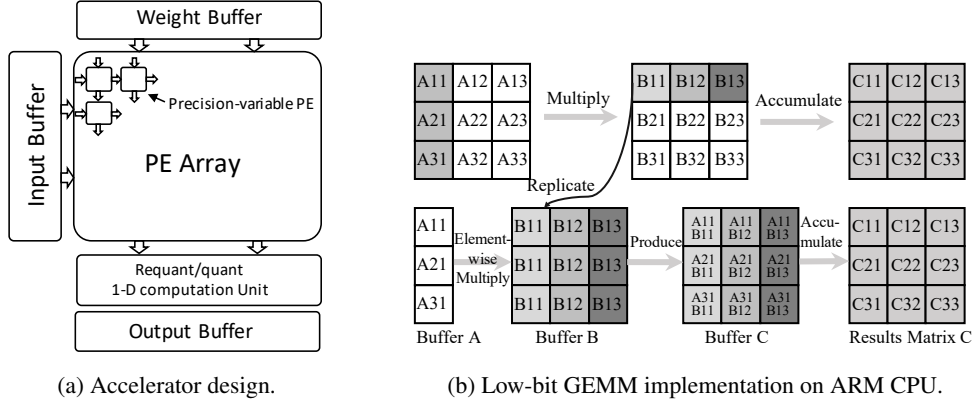 Weight Buffer
Input Buffer
Precision-variable PE
PE Array
Requant/quant
1-D computation Unit
Output Buffer
(a) Accelerator design.
A11 A12 A13
A21 A22 A23
A31 A32 A33
Multiply
B11 B12 B13
B21 B22 B23
B31 B32 B33
Accumulate
C11 C12 C13
C21 C22 C23
C31 C32 C33
Replicate
A11
A21
A31
Buffer A
Element-
wise
Multiply
B11 B12 B13
B11 B12 B13
B11 B12 B13
Buffer B
Produce
A11 A11 A11
B11 B12 B13
A21 A21 A21
B11 B12 B13
A31 A31 A31
B11 B12 B13
Buffer C
Accu-
mulate
C11 C12 C13
C21 C22 C23
C31 C32 C33
Results Matrix C
(b) Low-bit GEMM implementation on ARM CPU.